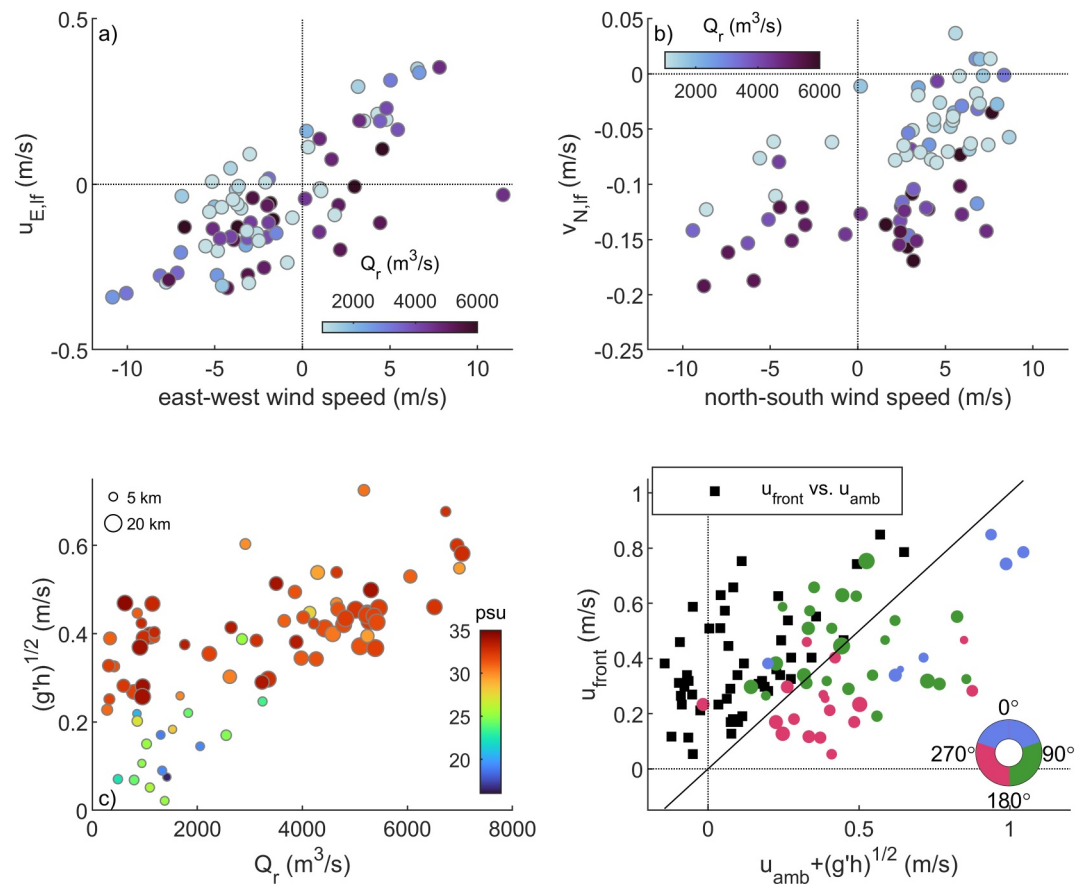 a)
0.5
0
-0.5
u_E,lf (m/s)
Q_r (m³/s)
2000 4000 6000
-10 -5 0 5 10
east-west wind speed (m/s)
b)
Q_r (m³/s)
2000 4000 6000
0.05
0
-0.05
-0.1
-0.15
-0.2
-0.25
v_N,lf (m/s)
-10 -5 0 5 10
north-south wind speed (m/s)
5 km
20 km
0.6
0.4
0.2
0
(g'h)^1/2 (m/s)
psu
35
30
25
20
c)
0 2000 4000 6000 8000
Q_r (m³/s)
u_front vs. u_amb
1
0.8
0.6
0.4
0.2
0
u_front (m/s)
0°
270° 90°
180°
0 0.5 1
u_amb+(g'h)^1/2 (m/s)